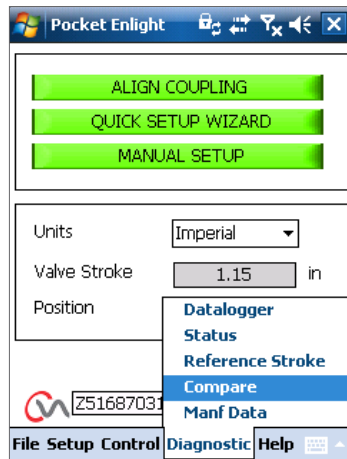 Pocket Enlight
ALIGN COUPLING
QUICK SETUP WIZARD
MANUAL SETUP
Units Imperial
Valve Stroke 1.15 in
Position
Datalogger
Status
Reference Stroke
Compare
Manf Data
Z51687031
File Setup Control Diagnostic Help